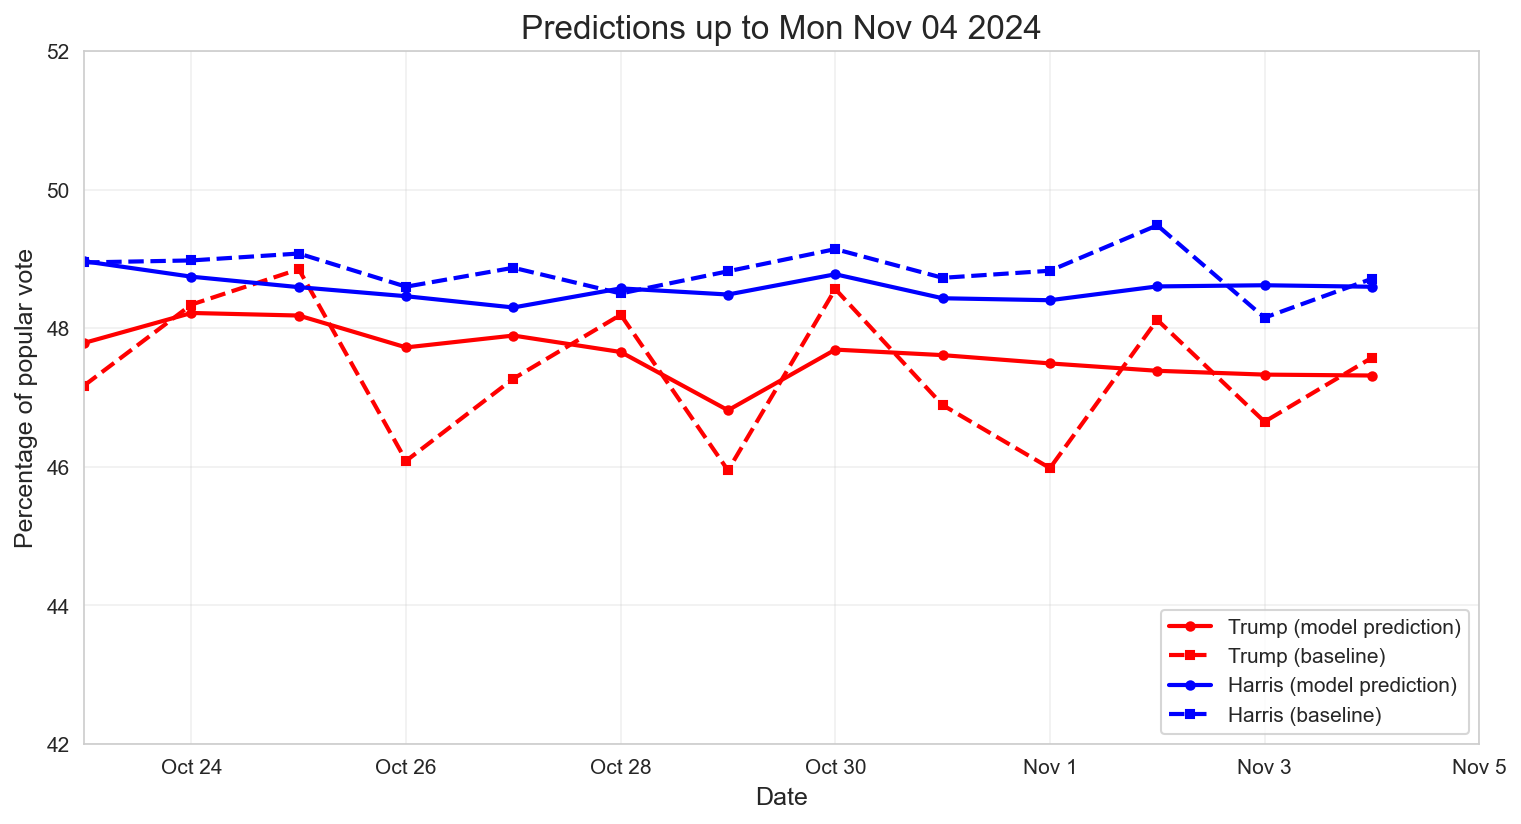 Predictions up to Mon Nov 04 2024
Percentage of popular vote
52
50
48
46
44
42
Trump (model prediction)
Trump (baseline)
Harris (model prediction)
Harris (baseline)
Oct 24
Oct 26
Oct 28
Oct 30
Nov 1
Nov 3
Nov 5
Date